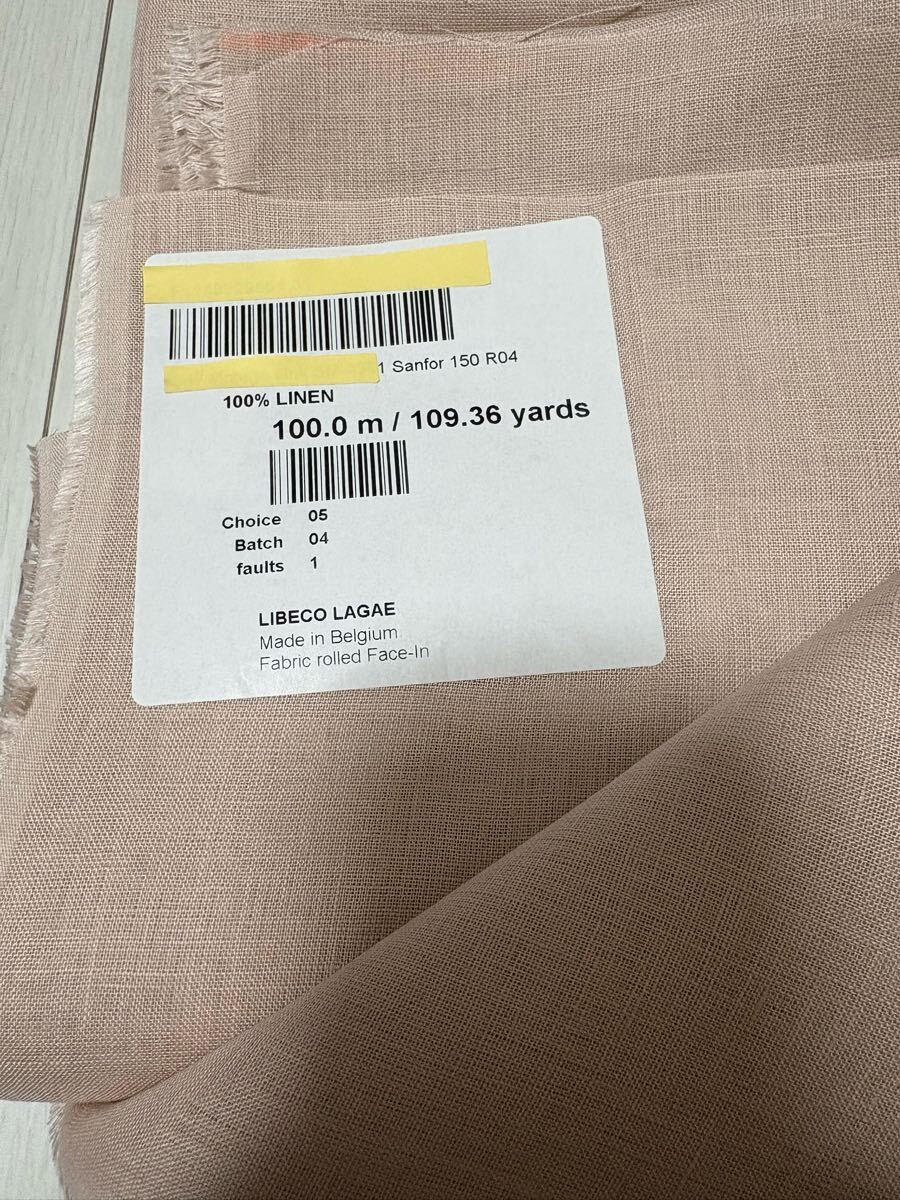 1 Sanfor 150 R04
100% LINEN
100.0 m / 109.36 yards
Choice 05
Batch 04
faults 1
LIBECO LAGAE
Made in Belgium
Fabric rolled Face-In